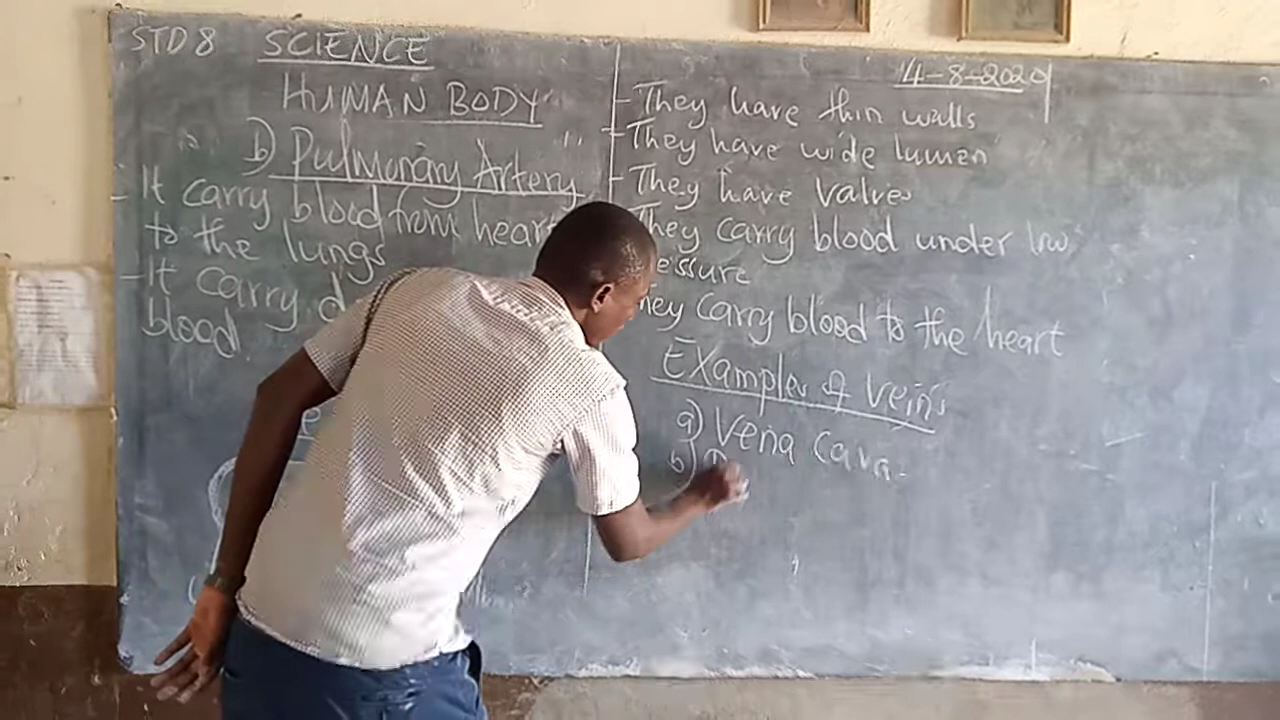 STD 8 SCIENCE
HUMAN BODY
b) Pulmonary Artery
- It carry blood from heart
to the lungs
- It carry d
blood.
14-8-2020
- They have thin walls
- They have wide lumen
- They have valves
They carry blood under low
essure
hey carry blood to the heart
Examples of veins
a) Vena cava.
b) P